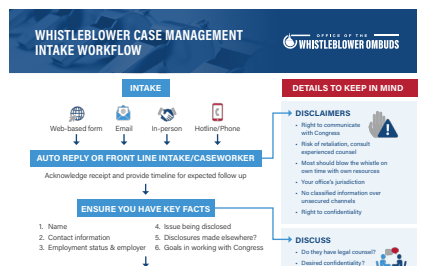 WHISTLEBLOWER CASE MANAGEMENT
INTAKE WORKFLOW
OFFICE OF THE
WHISTLEBLOWER OMBUDS
INTAKE
Web-based form
Email
In-person
Hotline/Phone
AUTO REPLY OR FRONT LINE INTAKE/CASEWORKER
Acknowledge receipt and provide timeline for expected follow up
ENSURE YOU HAVE KEY FACTS
1. Name
2. Contact information
3. Employment status & employer
4. Issue being disclosed
5. Disclosures made elsewhere?
6. Goals in working with Congress
DETAILS TO KEEP IN MIND
DISCLAIMERS
• Right to communicate
with Congress
• Risk of retaliation, consult
experienced counsel
• Most should blow the whistle on
own time with own resources
• Your office's jurisdiction
• No classified information over
unsecured channels
• Right to confidentiality
DISCUSS
• Do they have legal counsel?
• Desired confidentiality?